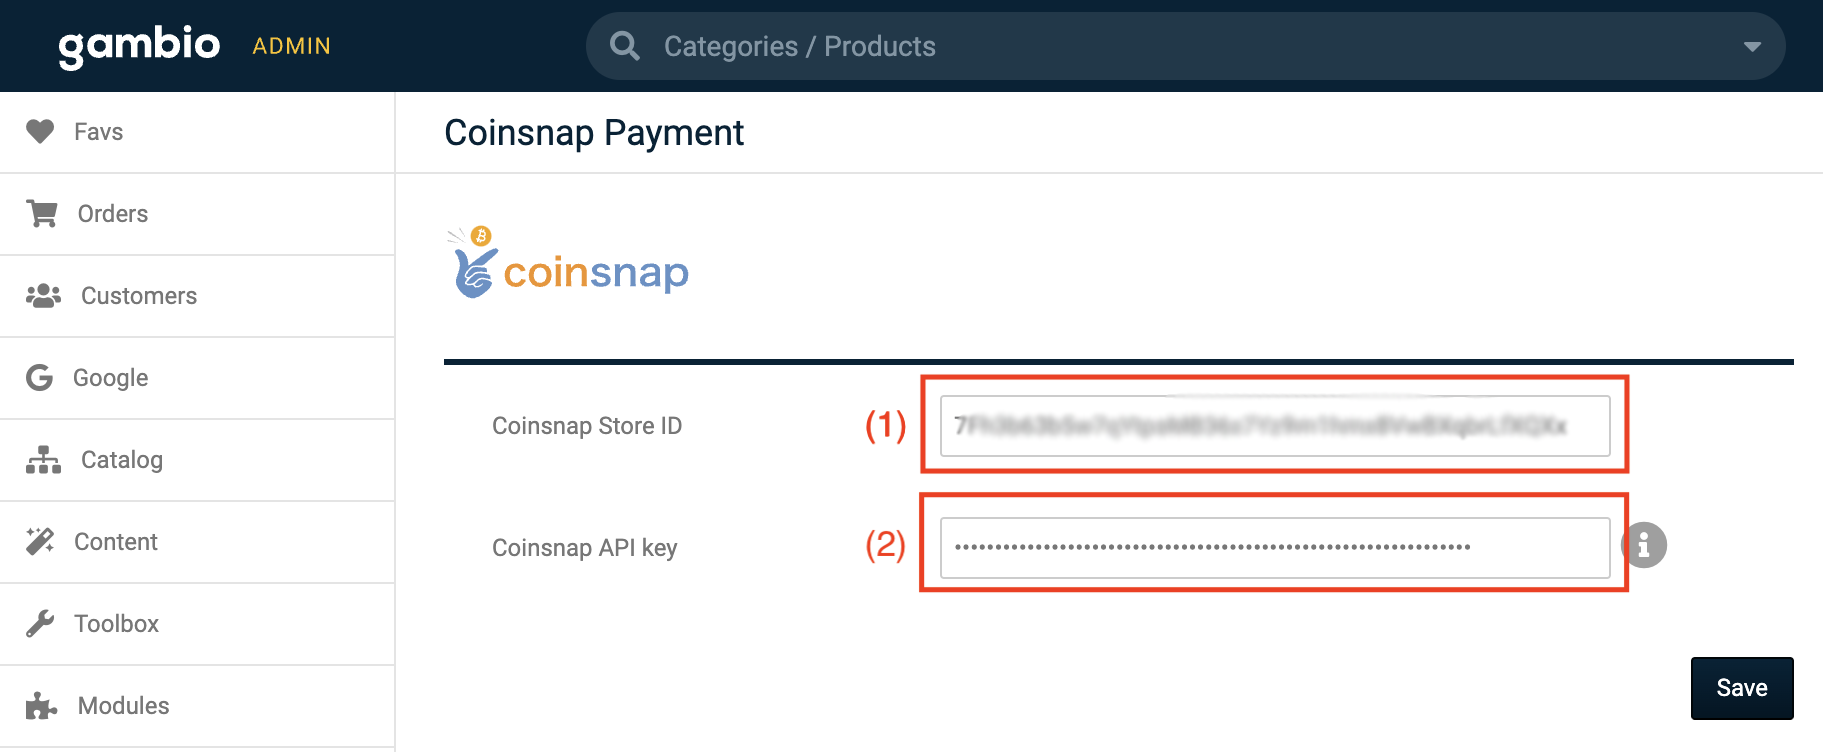 gambio ADMIN
Categories / Products
Favs
Orders
Customers
Google
Catalog
Content
Toolbox
Modules
Coinsnap Payment
coinsnap
Coinsnap Store ID
(1)
Coinsnap API key
(2)
••••••••••••••••••••••••••••••••••••••••••••••••••••••••••••••••
Save